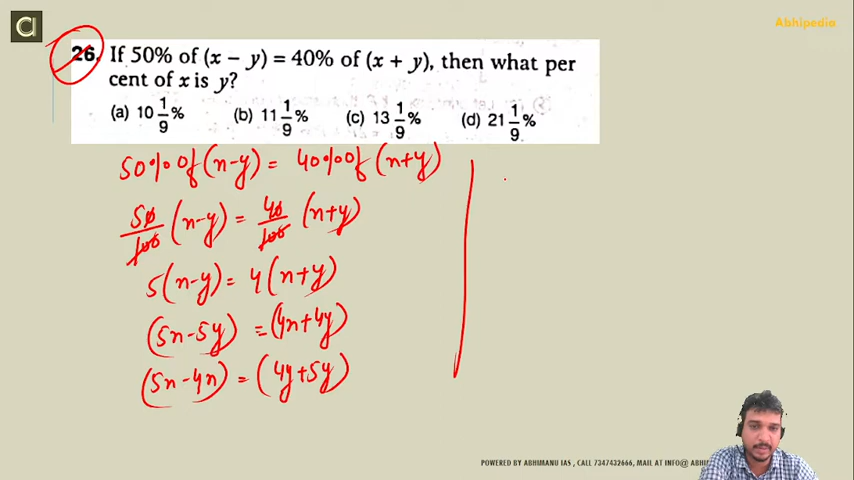 a
Abhipedia
26. If 50% of (x − y) = 40% of (x + y), then what per
cent of x is y?
(a) 10 1/9 % (b) 11 1/9 % (c) 13 1/9 % (d) 21 1/9 %
50% of (n-y) = 40% of (n+y)
50/100 (n-y) = 40/100 (n+y)
5(n-y) = 4(n+y)
(5n-5y) = (4n+4y)
(5n-4n) = (4y+5y)
POWERED BY ABHIMANU IAS , CALL 7347432666, MAIL AT INFO@ ABHI